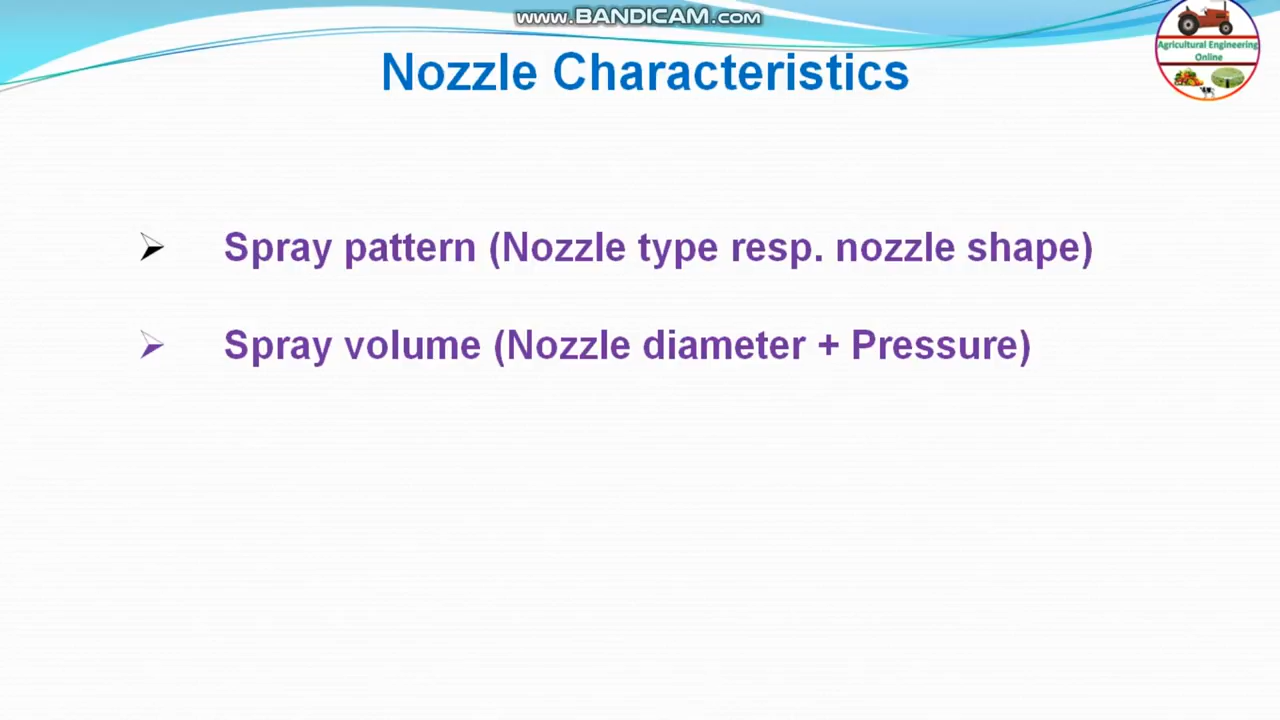 www.BANDICAM.com
Agricultural Engineering
Online
Nozzle Characteristics
Spray pattern (Nozzle type resp. nozzle shape)
Spray volume (Nozzle diameter + Pressure)